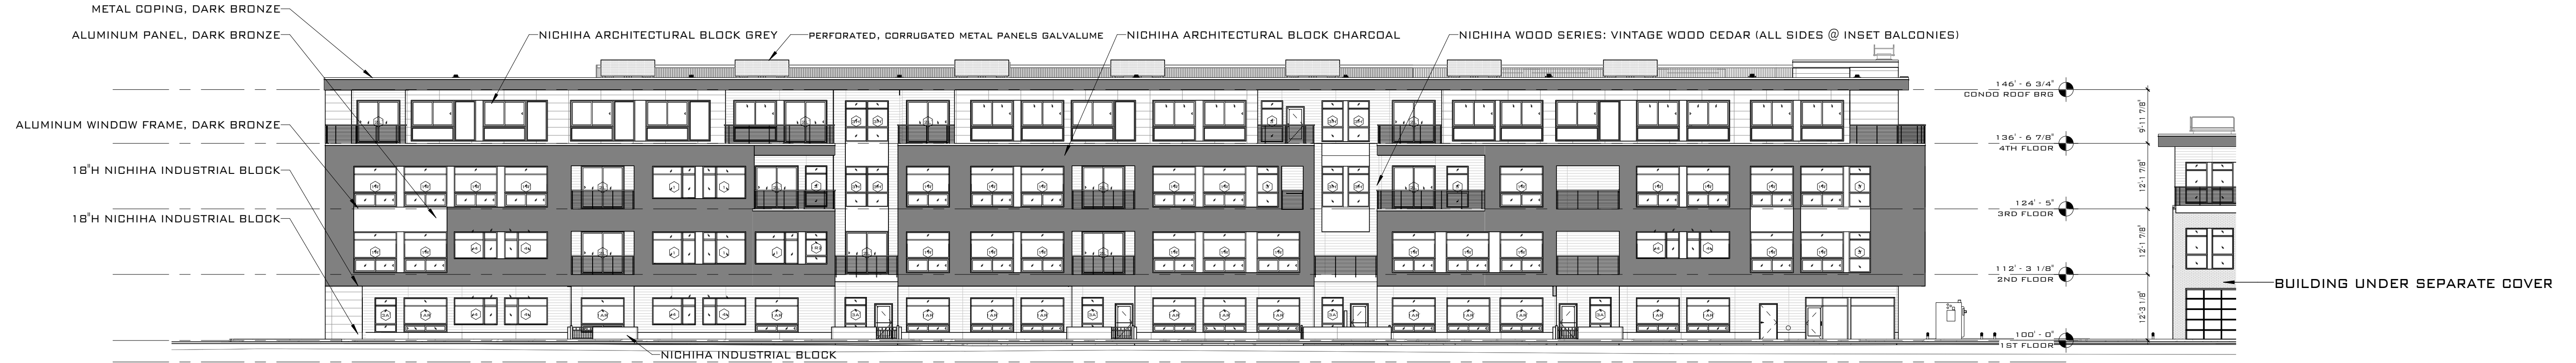 METAL COPING, DARK BRONZE
ALUMINUM PANEL, DARK BRONZE
NICHIHA ARCHITECTURAL BLOCK GREY
PERFORATED, CORRUGATED METAL PANELS GALVALUME
NICHIHA ARCHITECTURAL BLOCK CHARCOAL
NICHIHA WOOD SERIES: VINTAGE WOOD CEDAR (ALL SIDES @ INSET BALCONIES)
146' - 6 3/4"
CONDO ROOF BRG
9'-11 7/8"
ALUMINUM WINDOW FRAME, DARK BRONZE
136' - 6 7/8"
4TH FLOOR
12'-1 7/8"
18"H NICHIHA INDUSTRIAL BLOCK
124' - 5"
3RD FLOOR
12'-1 7/8"
18"H NICHIHA INDUSTRIAL BLOCK
112' - 3 1/8"
2ND FLOOR
12'-3 1/8"
BUILDING UNDER SEPARATE COVER
100' - 0"
1ST FLOOR
NICHIHA INDUSTRIAL BLOCK